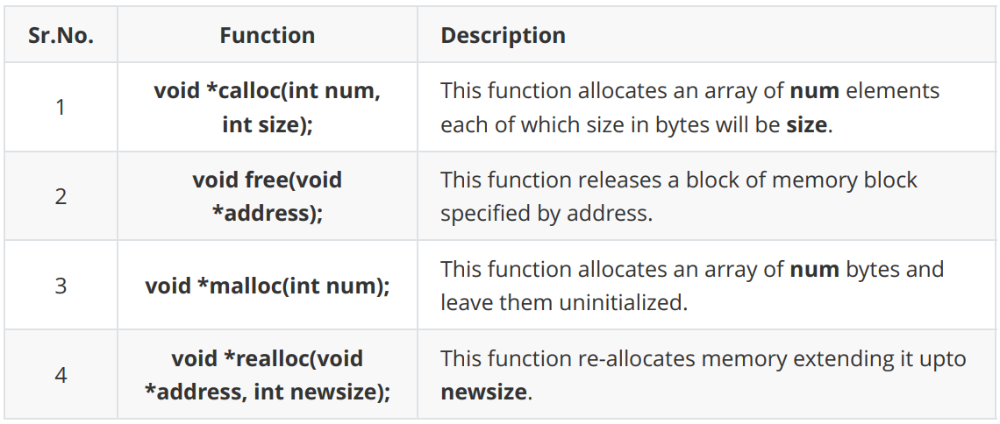 Sr.No. Function Description
1 void *calloc(int num, int size); This function allocates an array of num elements each of which size in bytes will be size.
2 void free(void *address); This function releases a block of memory block specified by address.
3 void *malloc(int num); This function allocates an array of num bytes and leave them uninitialized.
4 void *realloc(void *address, int newsize); This function re-allocates memory extending it upto newsize.